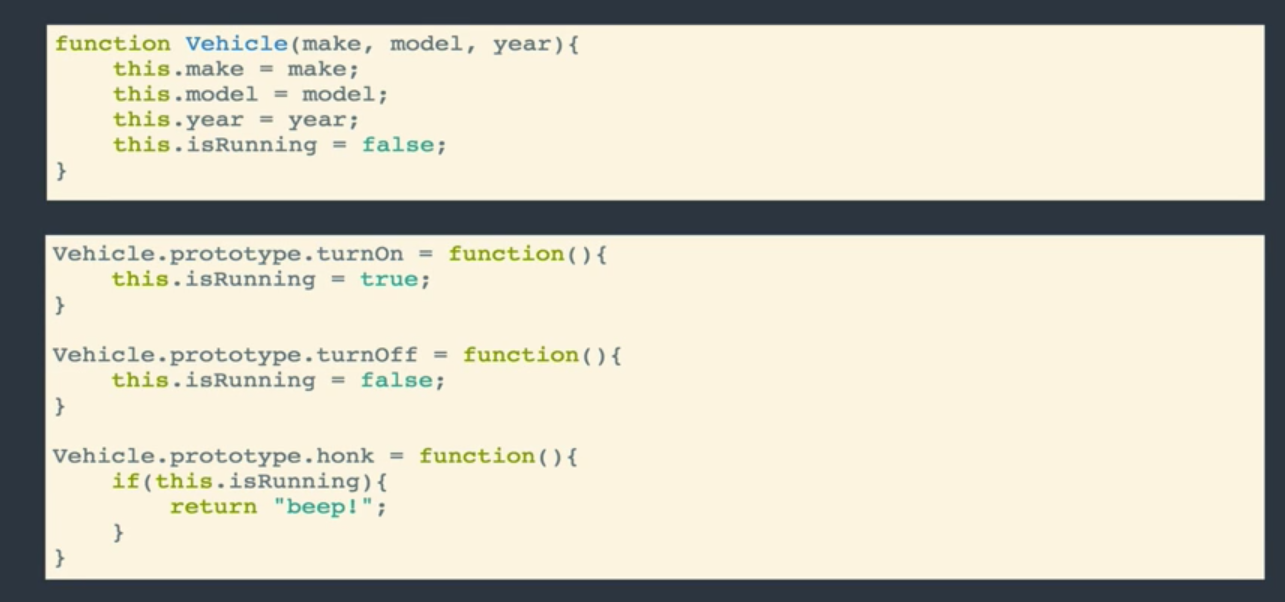 function Vehicle(make, model, year){
    this.make = make;
    this.model = model;
    this.year = year;
    this.isRunning = false;
}
Vehicle.prototype.turnOn = function(){
    this.isRunning = true;
}
Vehicle.prototype.turnOff = function(){
    this.isRunning = false;
}
Vehicle.prototype.honk = function(){
    if(this.isRunning){
        return "beep!";
    }
}